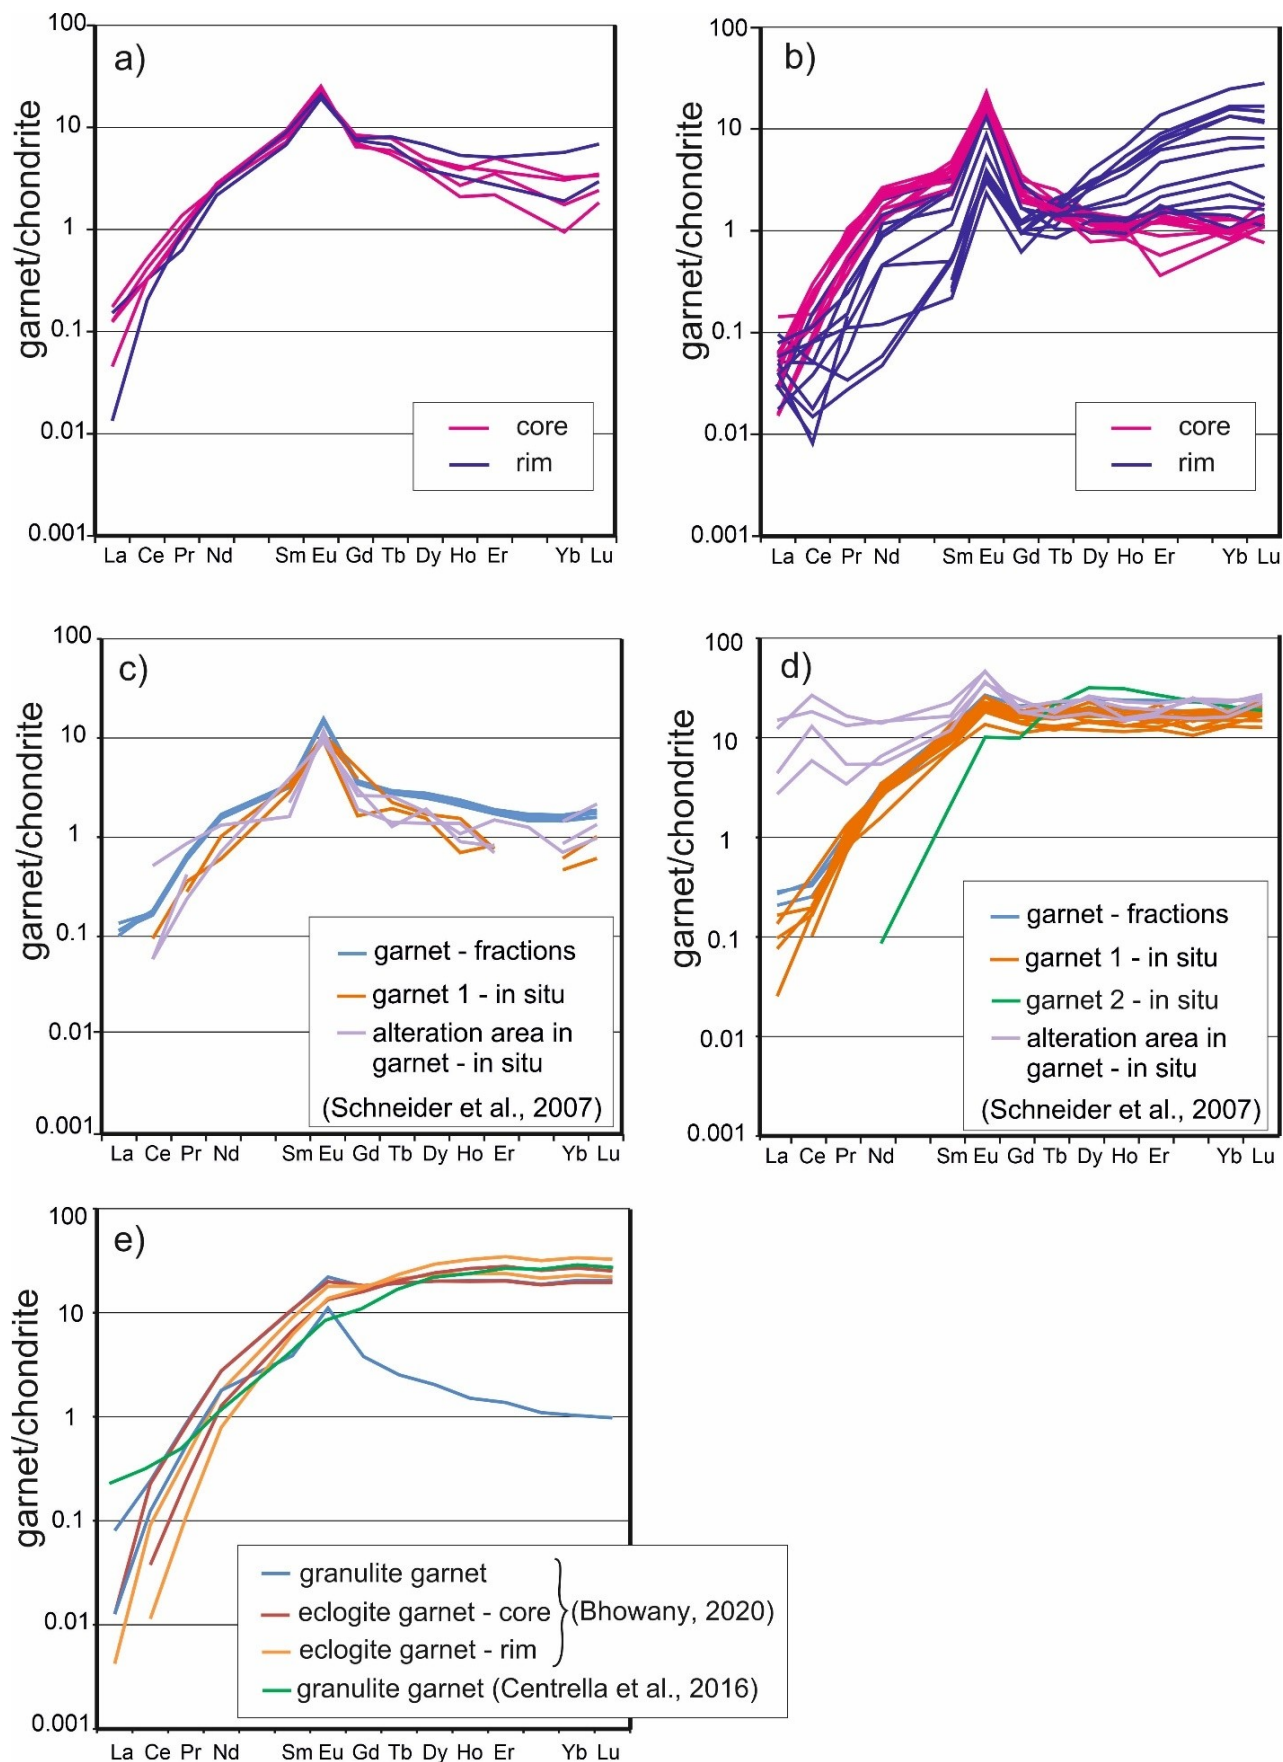 a)
garnet/chondrite
100
10
1
0.1
0.01
0.001
La Ce Pr Nd Sm Eu Gd Tb Dy Ho Er Yb Lu
core
rim
b)
garnet/chondrite
100
10
1
0.1
0.01
0.001
La Ce Pr Nd Sm Eu Gd Tb Dy Ho Er Yb Lu
core
rim
c)
garnet/chondrite
100
10
1
0.1
0.01
0.001
La Ce Pr Nd Sm Eu Gd Tb Dy Ho Er Yb Lu
garnet - fractions
garnet 1 - in situ
alteration area in
garnet - in situ
(Schneider et al., 2007)
d)
garnet/chondrite
100
10
1
0.1
0.01
0.001
La Ce Pr Nd Sm Eu Gd Tb Dy Ho Er Yb Lu
garnet - fractions
garnet 1 - in situ
garnet 2 - in situ
alteration area in
garnet - in situ
(Schneider et al., 2007)
e)
garnet/chondrite
100
10
1
0.1
0.01
0.001
La Ce Pr Nd Sm Eu Gd Tb Dy Ho Er Yb Lu
granulite garnet
eclogite garnet - core (Bhowany, 2020)
eclogite garnet - rim
granulite garnet (Centrella et al., 2016)